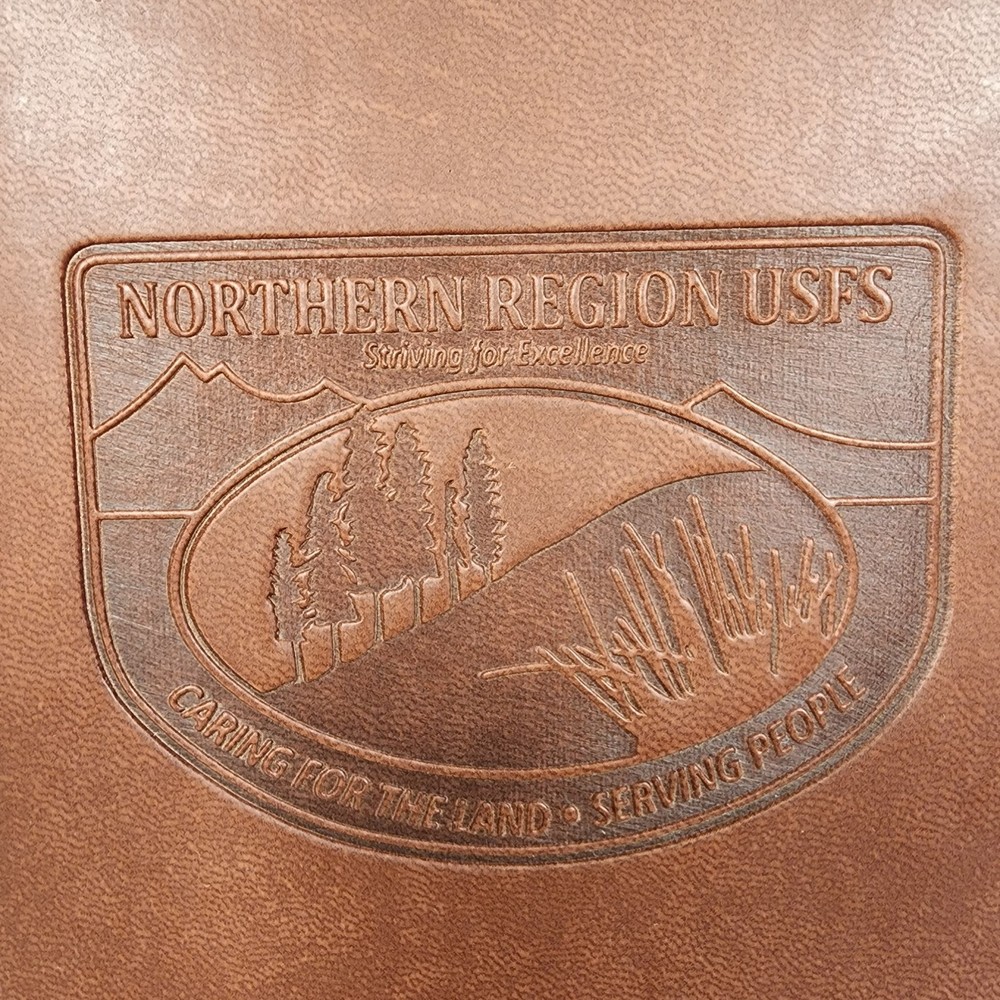 NORTHERN REGION USFS
Striving for Excellence
CARING FOR THE LAND • SERVING PEOPLE